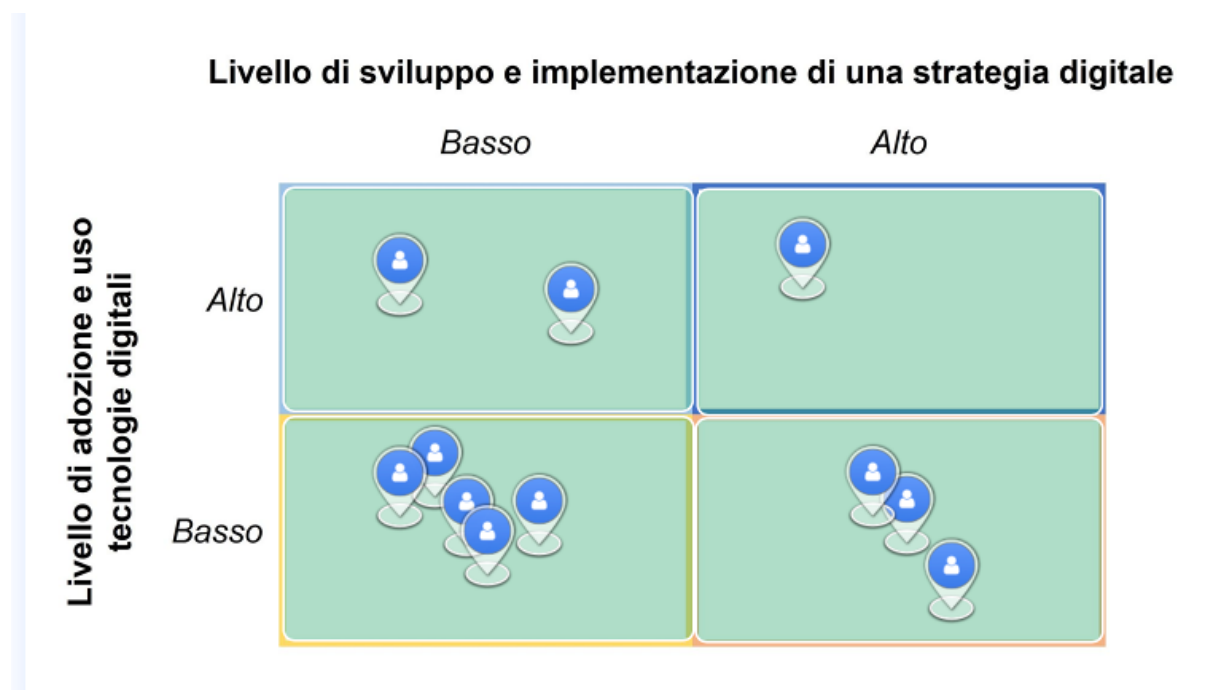 Livello di sviluppo e implementazione di una strategia digitale
Basso
Alto
Livello di adozione e uso
tecnologie digitali
Alto
Basso